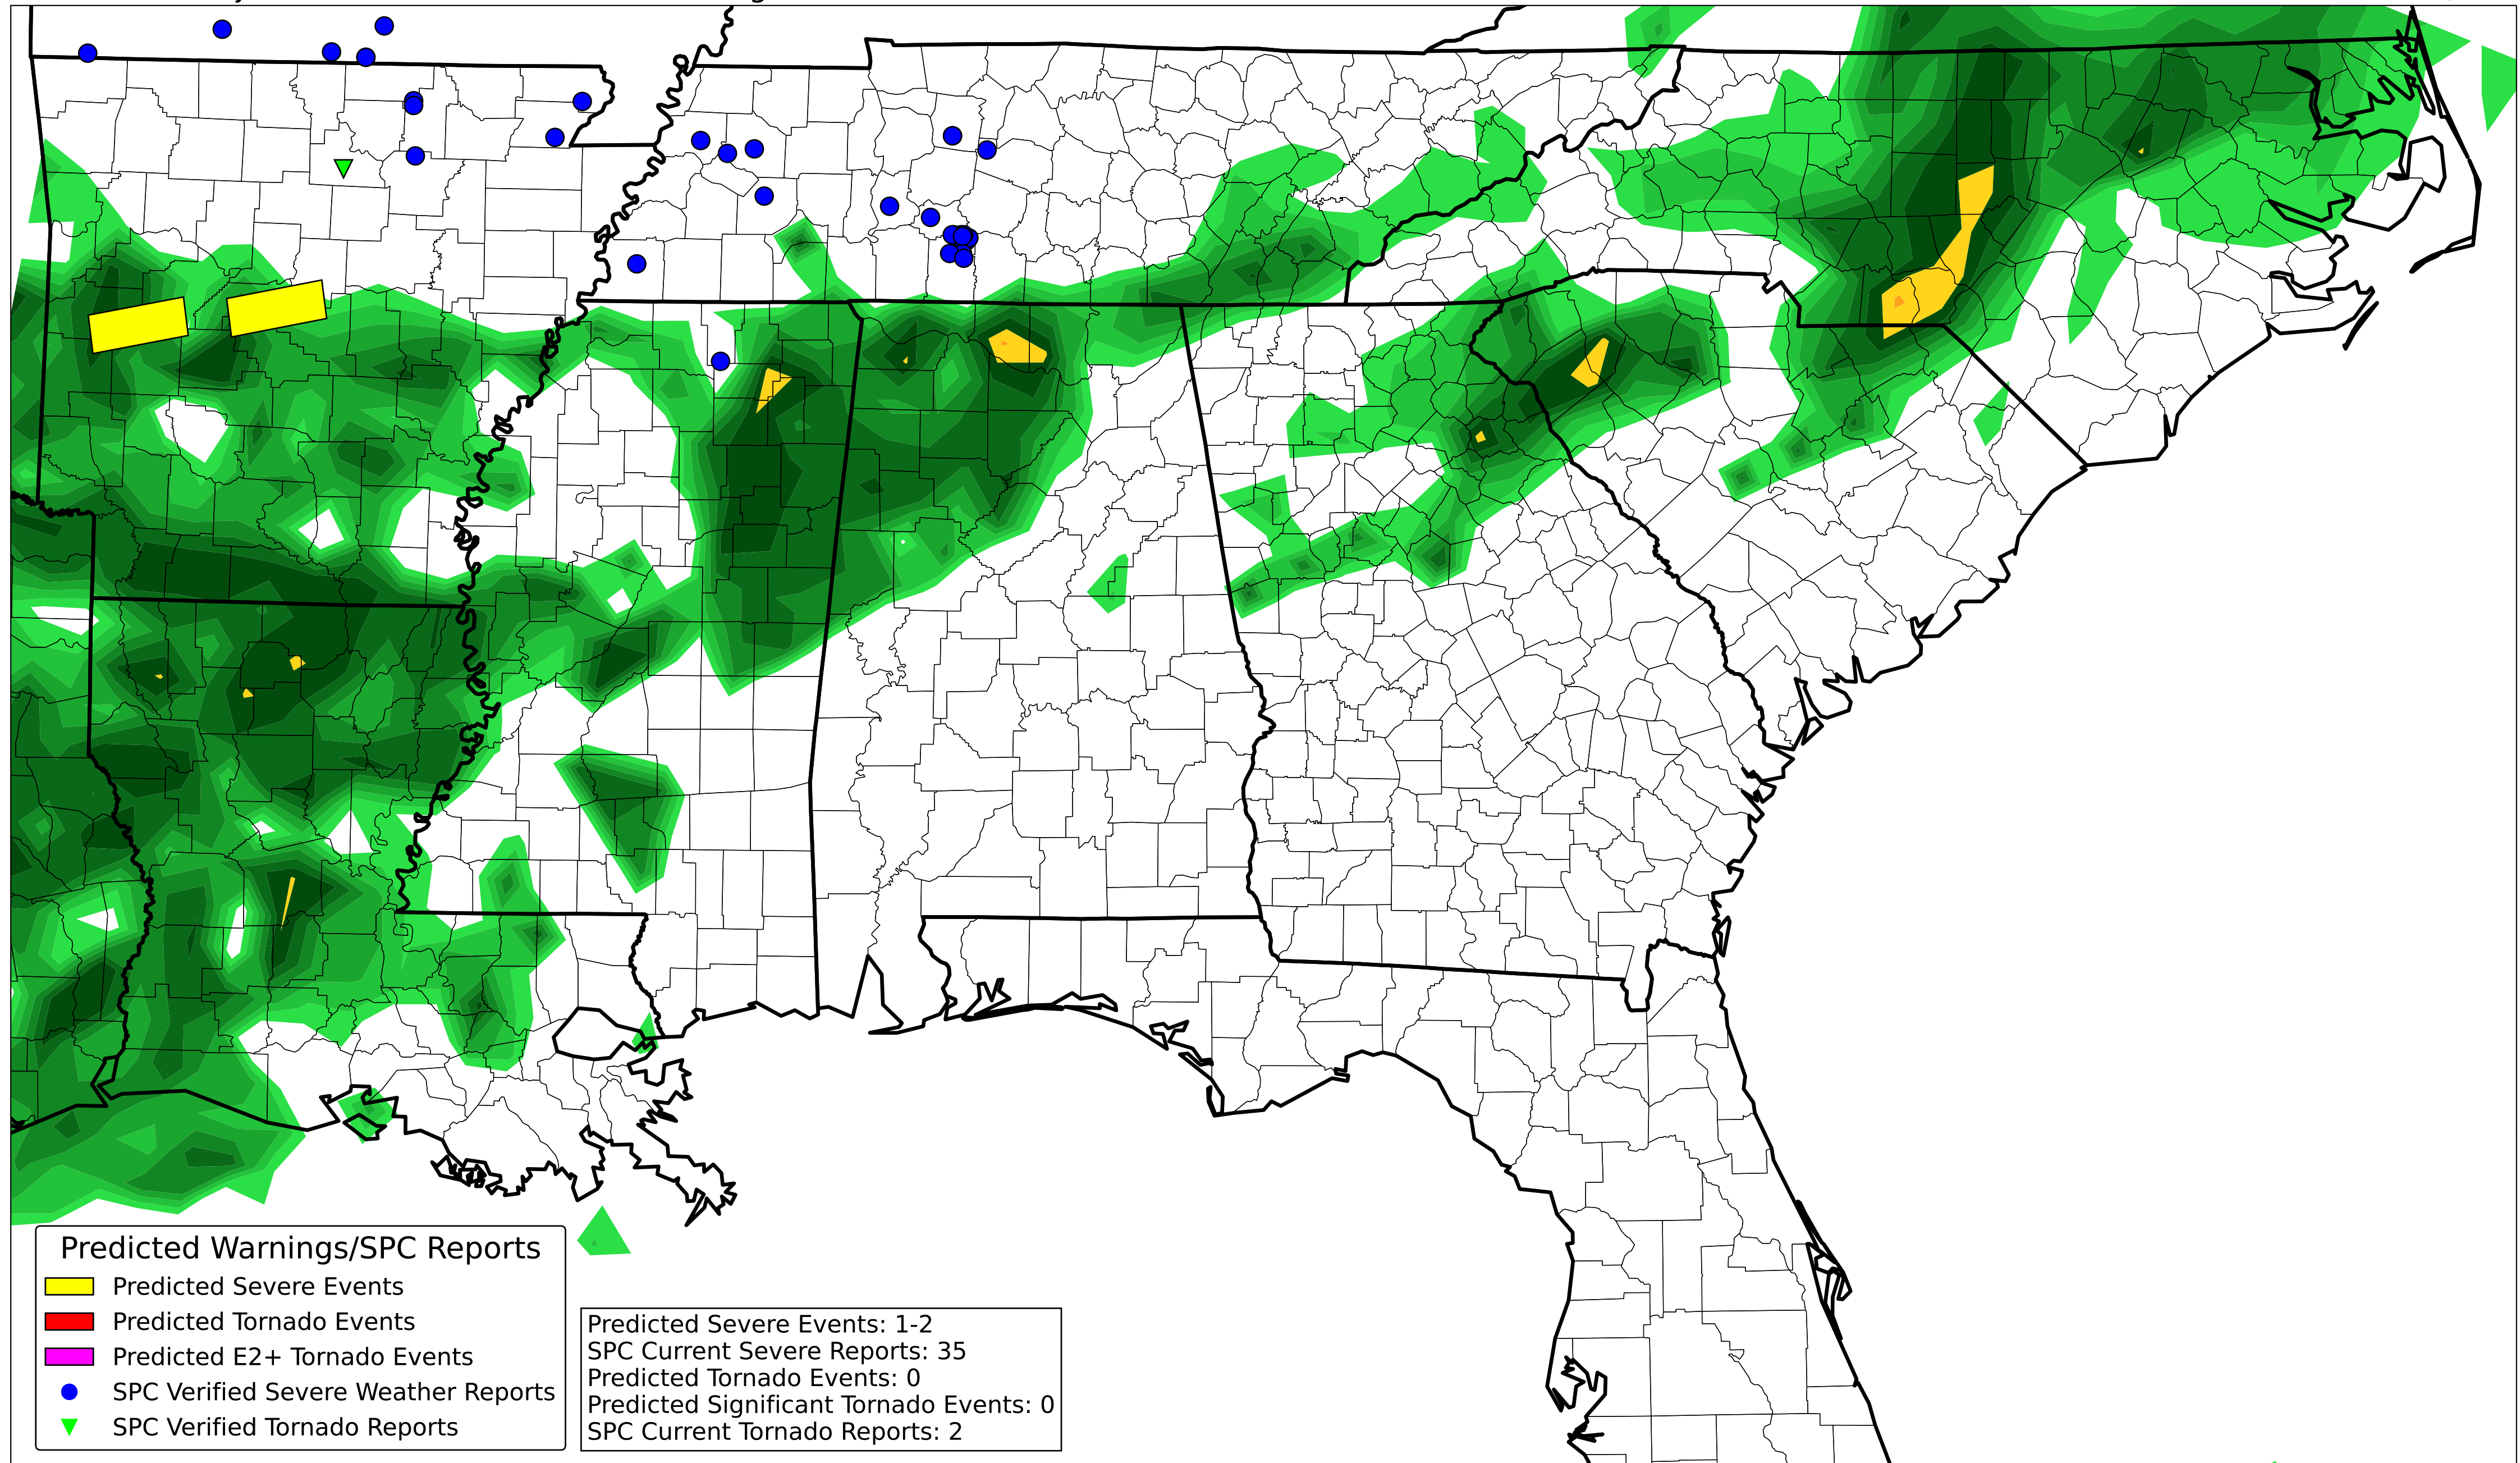 Predicted Warnings/SPC Reports
Predicted Severe Events
Predicted Tornado Events
Predicted E2+ Tornado Events
SPC Verified Severe Weather Reports
SPC Verified Tornado Reports
Predicted Severe Events: 1-2
SPC Current Severe Reports: 35
Predicted Tornado Events: 0
Predicted Significant Tornado Events: 0
SPC Current Tornado Reports: 2